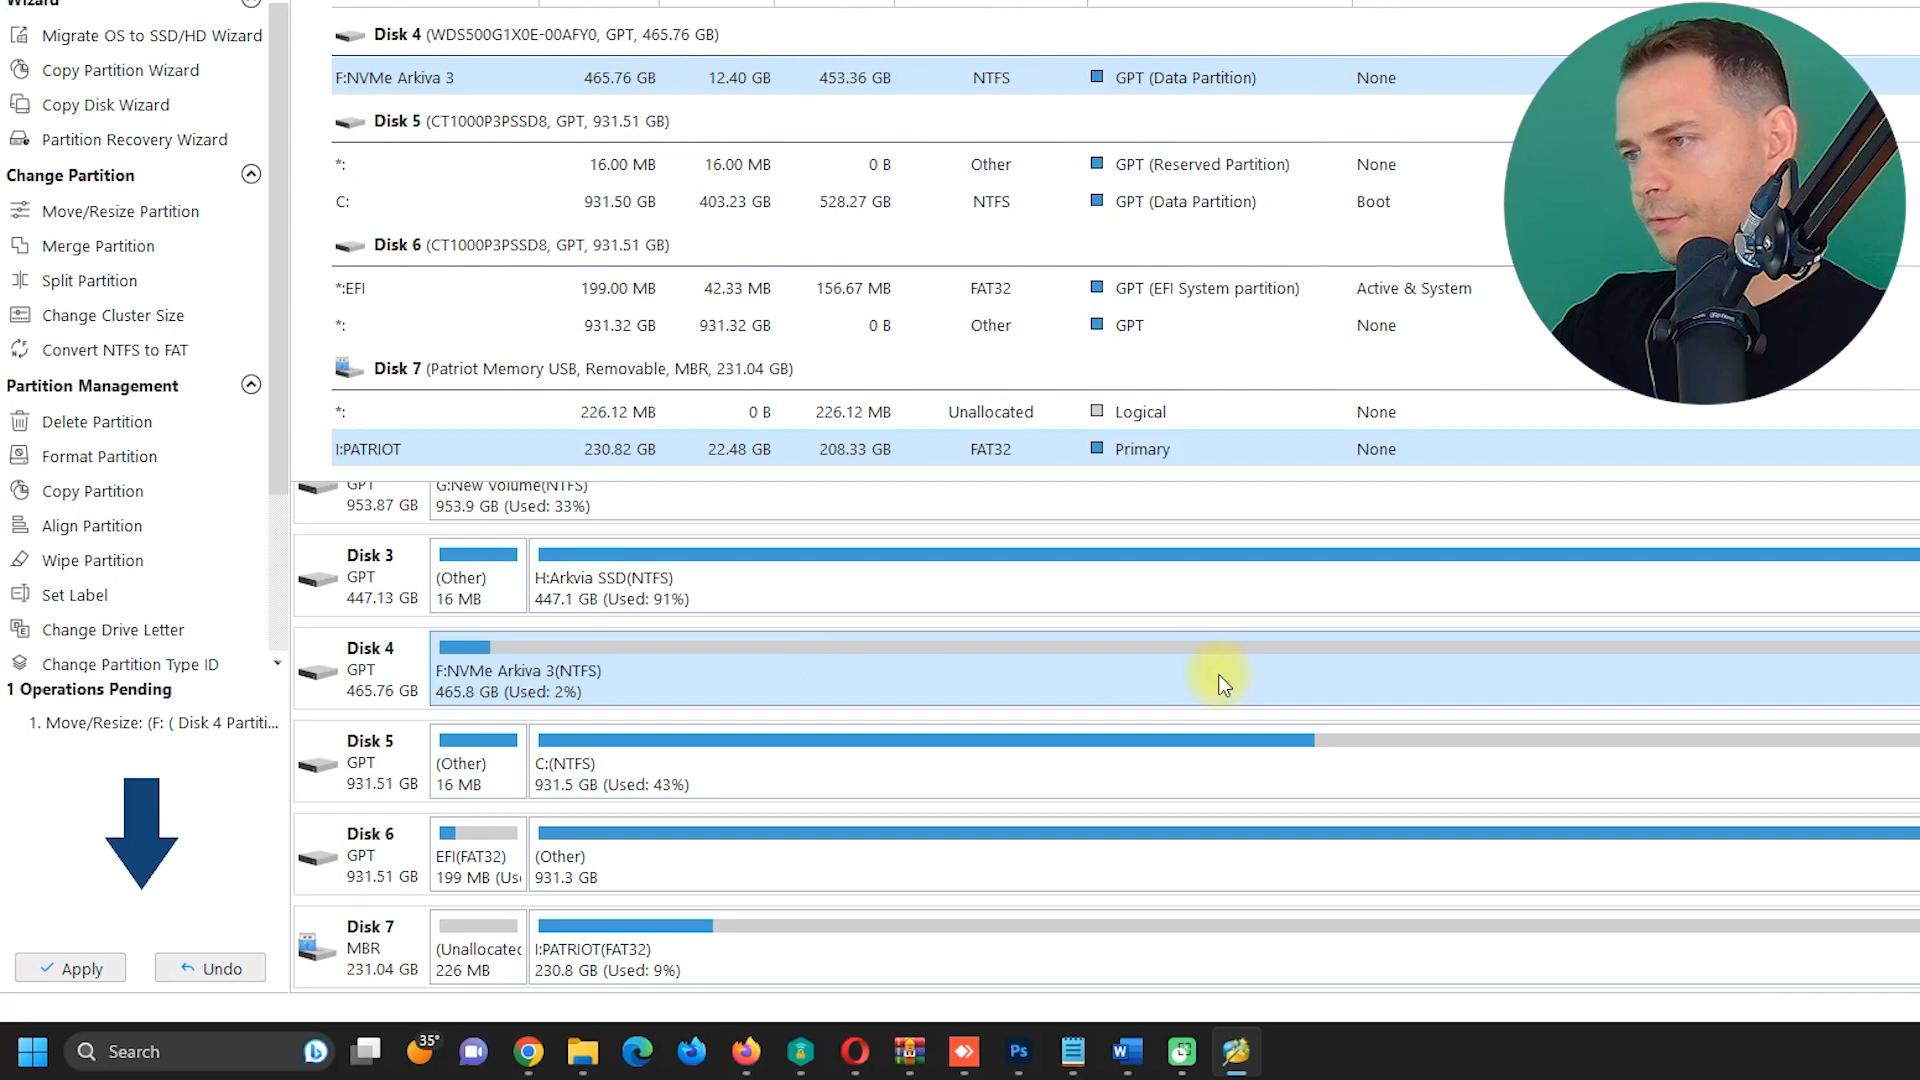 Wizard
Migrate OS to SSD/HD Wizard
Copy Partition Wizard
Copy Disk Wizard
Partition Recovery Wizard
Change Partition
Move/Resize Partition
Merge Partition
Split Partition
Change Cluster Size
Convert NTFS to FAT
Partition Management
Delete Partition
Format Partition
Copy Partition
Align Partition
Wipe Partition
Set Label
Change Drive Letter
Change Partition Type ID
1 Operations Pending
1. Move/Resize: (F: ( Disk 4 Partiti...
Apply
Undo
Disk 4 (WDS500G1X0E-00AFY0, GPT, 465.76 GB)
F:NVMe Arkiva 3 465.76 GB 12.40 GB 453.36 GB NTFS GPT (Data Partition) None
Disk 5 (CT1000P3PSSD8, GPT, 931.51 GB)
*: 16.00 MB 16.00 MB 0 B Other GPT (Reserved Partition) None
C: 931.50 GB 403.23 GB 528.27 GB NTFS GPT (Data Partition) Boot
Disk 6 (CT1000P3PSSD8, GPT, 931.51 GB)
*:EFI 199.00 MB 42.33 MB 156.67 MB FAT32 GPT (EFI System partition) Active & System
*: 931.32 GB 931.32 GB 0 B Other GPT None
Disk 7 (Patriot Memory USB, Removable, MBR, 231.04 GB)
*: 226.12 MB 0 B 226.12 MB Unallocated Logical None
I:PATRIOT 230.82 GB 22.48 GB 208.33 GB FAT32 Primary None
GPT
953.87 GB
G:New Volume(NTFS)
953.9 GB (Used: 33%)
Disk 3
GPT
447.13 GB
(Other)
16 MB
H:Arkvia SSD(NTFS)
447.1 GB (Used: 91%)
Disk 4
GPT
465.76 GB
F:NVMe Arkiva 3(NTFS)
465.8 GB (Used: 2%)
Disk 5
GPT
931.51 GB
(Other)
16 MB
C:(NTFS)
931.5 GB (Used: 43%)
Disk 6
GPT
931.51 GB
EFI(FAT32)
199 MB (Us
(Other)
931.3 GB
Disk 7
MBR
231.04 GB
(Unallocated
226 MB
I:PATRIOT(FAT32)
230.8 GB (Used: 9%)
Search
35°
Ps
W